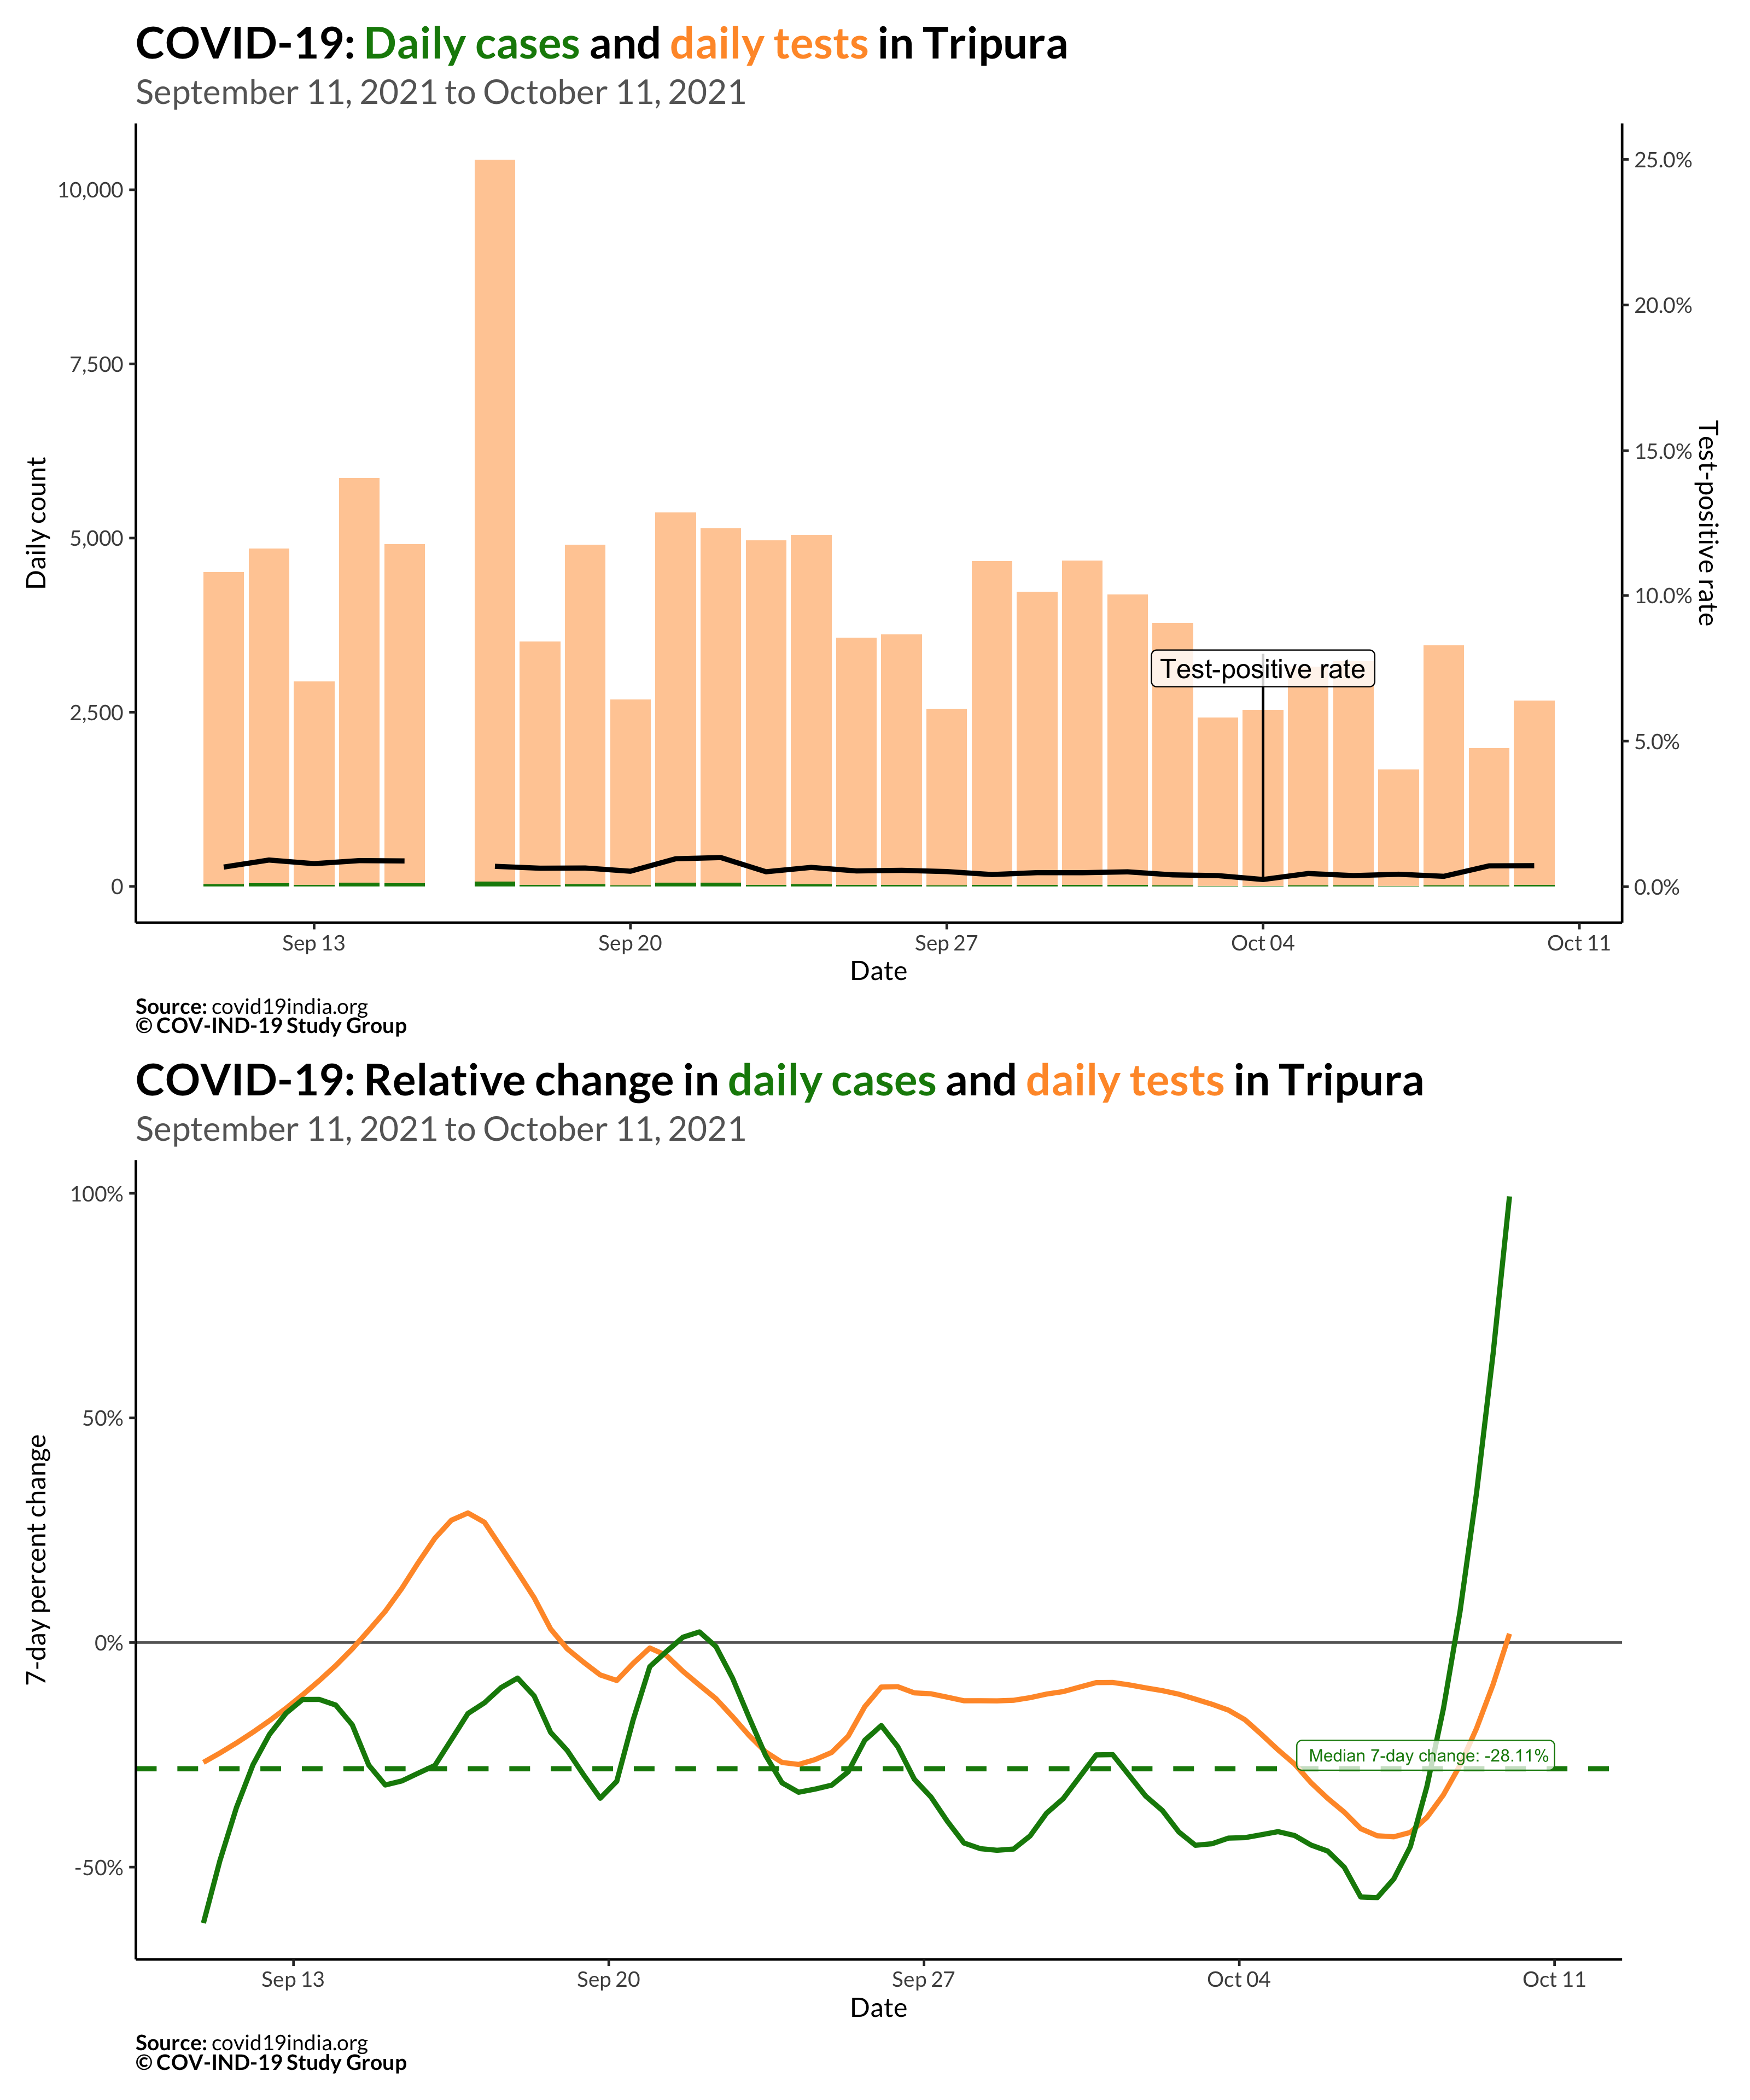 COVID-19: Daily cases and daily tests in Tripura
September 11, 2021 to October 11, 2021
10,000
7,500
5,000
2,500
0
Daily count
25.0%
20.0%
15.0%
10.0%
5.0%
0.0%
Test-positive rate
Test-positive rate
Sep 13
Sep 20
Sep 27
Oct 04
Oct 11
Date
Source: covid19india.org
© COV-IND-19 Study Group
COVID-19: Relative change in daily cases and daily tests in Tripura
September 11, 2021 to October 11, 2021
100%
50%
0%
-50%
7-day percent change
Median 7-day change: -28.11%
Sep 13
Sep 20
Sep 27
Oct 04
Oct 11
Date
Source: covid19india.org
© COV-IND-19 Study Group